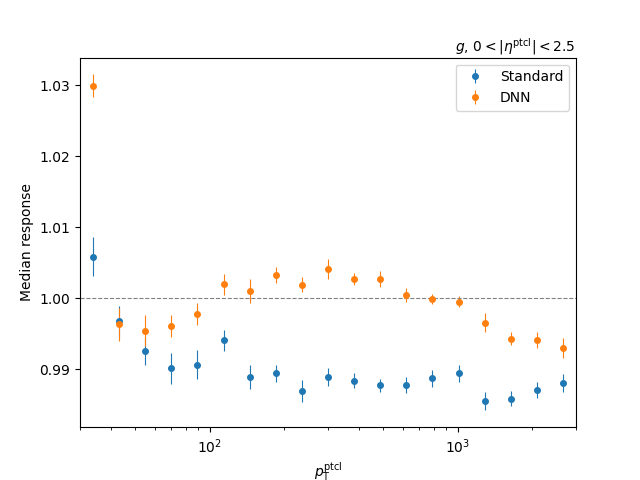 g, 0 < |η^ptcl| < 2.5
Standard
DNN
1.03
1.02
1.01
1.00
0.99
Median response
10^2
10^3
p_T^ptcl